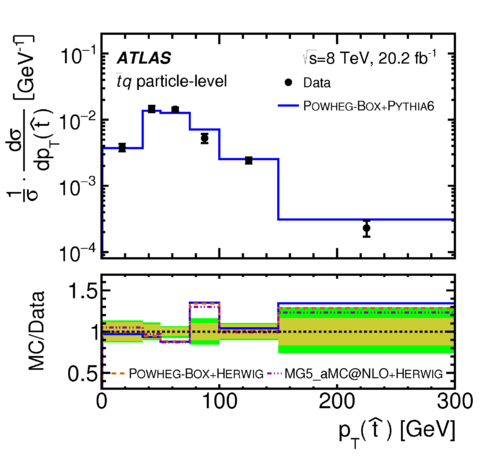 ATLAS √s=8 TeV, 20.2 fb⁻¹
t̄q particle-level
Data
POWHEG-BOX+PYTHIA6
1/σ · dσ/dp_T(t̂) [GeV⁻¹]
10⁻¹
10⁻²
10⁻³
10⁻⁴
MC/Data
1.5
1
0.5
POWHEG-BOX+HERWIG MG5_aMC@NLO+HERWIG
0 100 200 300
p_T(t̂) [GeV]